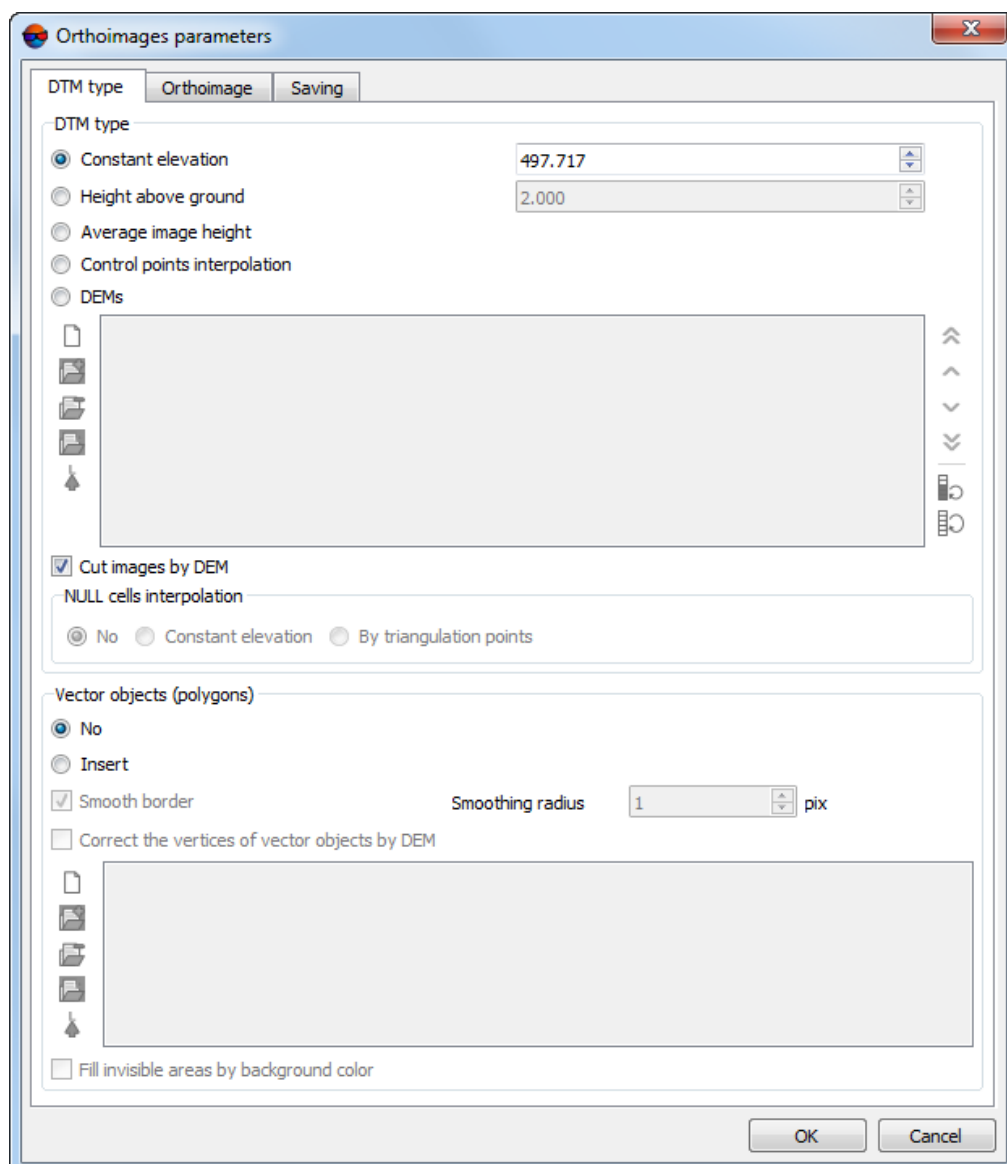 Orthoimages parameters
DTM type Orthoimage Saving
DTM type
Constant elevation 497.717
Height above ground 2.000
Average image height
Control points interpolation
DEMs
Cut images by DEM
NULL cells interpolation
No Constant elevation By triangulation points
Vector objects (polygons)
No
Insert
Smooth border Smoothing radius 1 pix
Correct the vertices of vector objects by DEM
Fill invisible areas by background color
OK Cancel